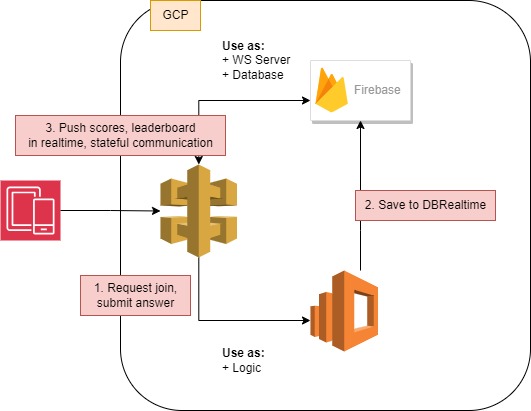 GCP
Use as:
+ WS Server
+ Database
Firebase
3. Push scores, leaderboard
in realtime, stateful communication
2. Save to DBRealtime
1. Request join,
submit answer
Use as:
+ Logic